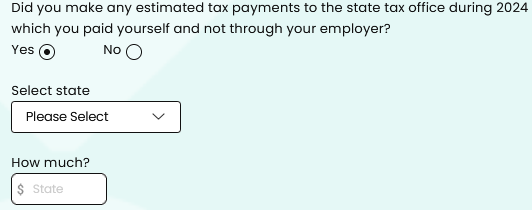 Did you make any estimated tax payments to the state tax office during 2024
which you paid yourself and not through your employer?
Yes No
Select state
Please Select
How much?
$ State